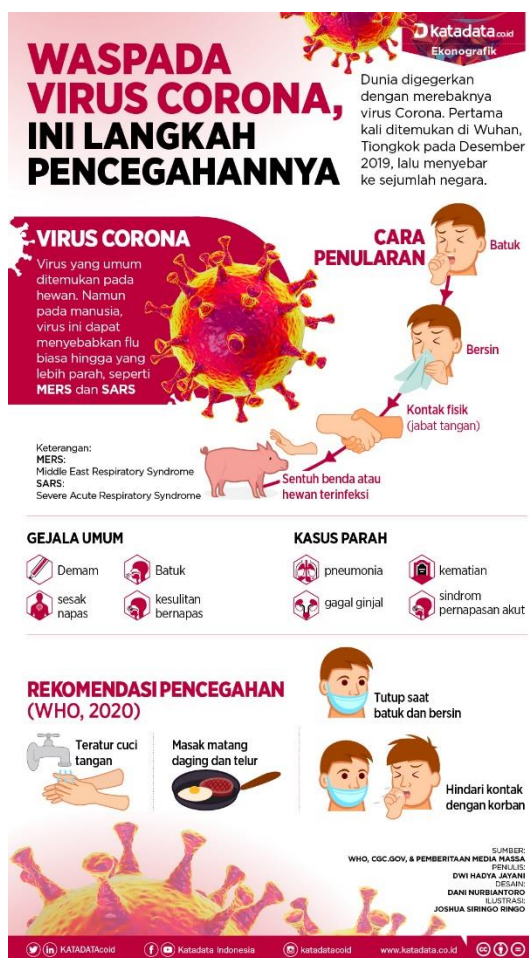 katadata.co.id
Ekonografik
WASPADA
VIRUS CORONA,
INI LANGKAH
PENCEGAHANNYA
Dunia digegerkan
dengan merebaknya
virus Corona. Pertama
kali ditemukan di Wuhan,
Tiongkok pada Desember
2019, lalu menyebar
ke sejumlah negara.
VIRUS CORONA
Virus yang umum
ditemukan pada
hewan. Namun
pada manusia,
virus ini dapat
menyebabkan flu
biasa hingga yang
lebih parah, seperti
MERS dan SARS
CARA
PENULARAN
Batuk
Bersin
Kontak fisik
(jabat tangan)
Sentuh benda atau
hewan terinfeksi
Keterangan:
MERS:
Middle East Respiratory Syndrome
SARS:
Severe Acute Respiratory Syndrome
GEJALA UMUM
Demam
Batuk
sesak
napas
kesulitan
bernapas
KASUS PARAH
pneumonia
kematian
gagal ginjal
sindrom
pernapasan akut
REKOMENDASI PENCEGAHAN
(WHO, 2020)
Teratur cuci
tangan
Masak matang
daging dan telur
Tutup saat
batuk dan bersin
Hindari kontak
dengan korban
SUMBER:
WHO, CGC.GOV, & PEMBERITAAN MEDIA MASSA
PENULIS:
DWI HADYA JAYANI
DESAIN:
DANI NURBIANTORO
ILUSTRASI:
JOSHUA SIRINGO RINGO
KATADATAcoid
Katadata Indonesia
katadatacoid
www.katadata.co.id